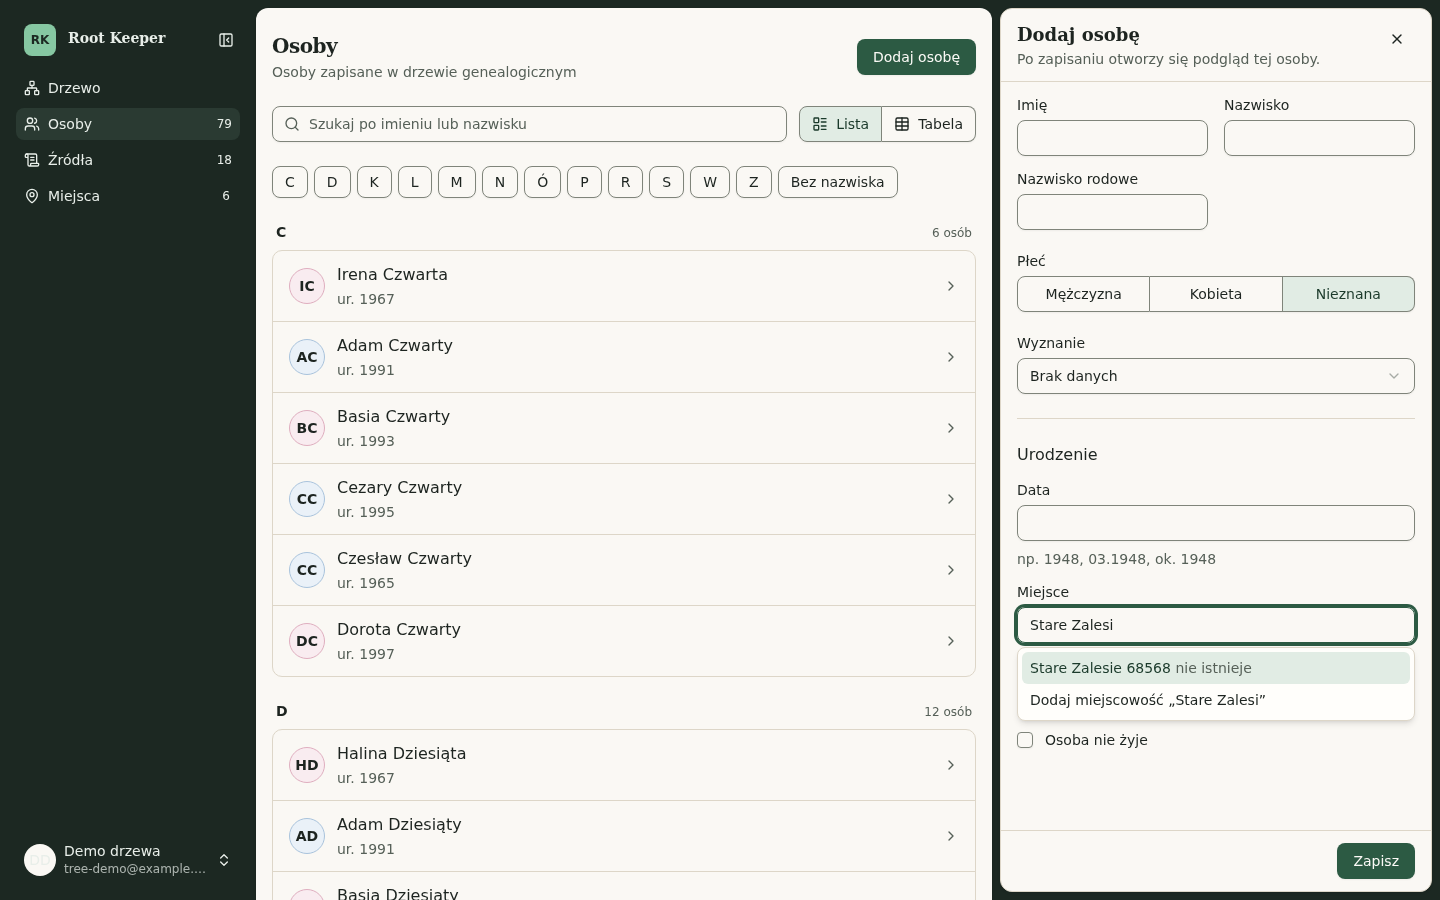 RK
Root Keeper
Drzewo
Osoby 79
Źródła 18
Miejsca 6
DD
Demo drzewa
tree-demo@example....
Osoby
Osoby zapisane w drzewie genealogicznym
Dodaj osobę
Szukaj po imieniu lub nazwisku
Lista
Tabela
C D K L M N Ó P R S W Z Bez nazwiska
C 6 osób
IC Irena Czwarta
ur. 1967
AC Adam Czwarty
ur. 1991
BC Basia Czwarty
ur. 1993
CC Cezary Czwarty
ur. 1995
CC Czesław Czwarty
ur. 1965
DC Dorota Czwarty
ur. 1997
D 12 osób
HD Halina Dziesiąta
ur. 1967
AD Adam Dziesiąty
ur. 1991
Basia Dziesiąty
Dodaj osobę
Po zapisaniu otworzy się podgląd tej osoby.
Imię
Nazwisko
Nazwisko rodowe
Płeć
Mężczyzna Kobieta Nieznana
Wyznanie
Brak danych
Urodzenie
Data
np. 1948, 03.1948, ok. 1948
Miejsce
Stare Zalesi
Stare Zalesie 68568 nie istnieje
Dodaj miejscowość „Stare Zalesi”
Osoba nie żyje
Zapisz